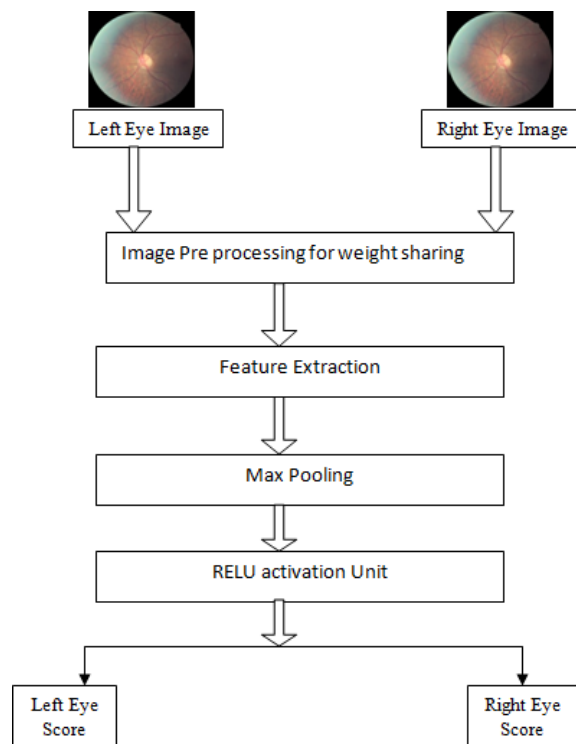 Left Eye Image
Right Eye Image
Image Pre processing for weight sharing
Feature Extraction
Max Pooling
RELU activation Unit
Left Eye
Score
Right Eye
Score